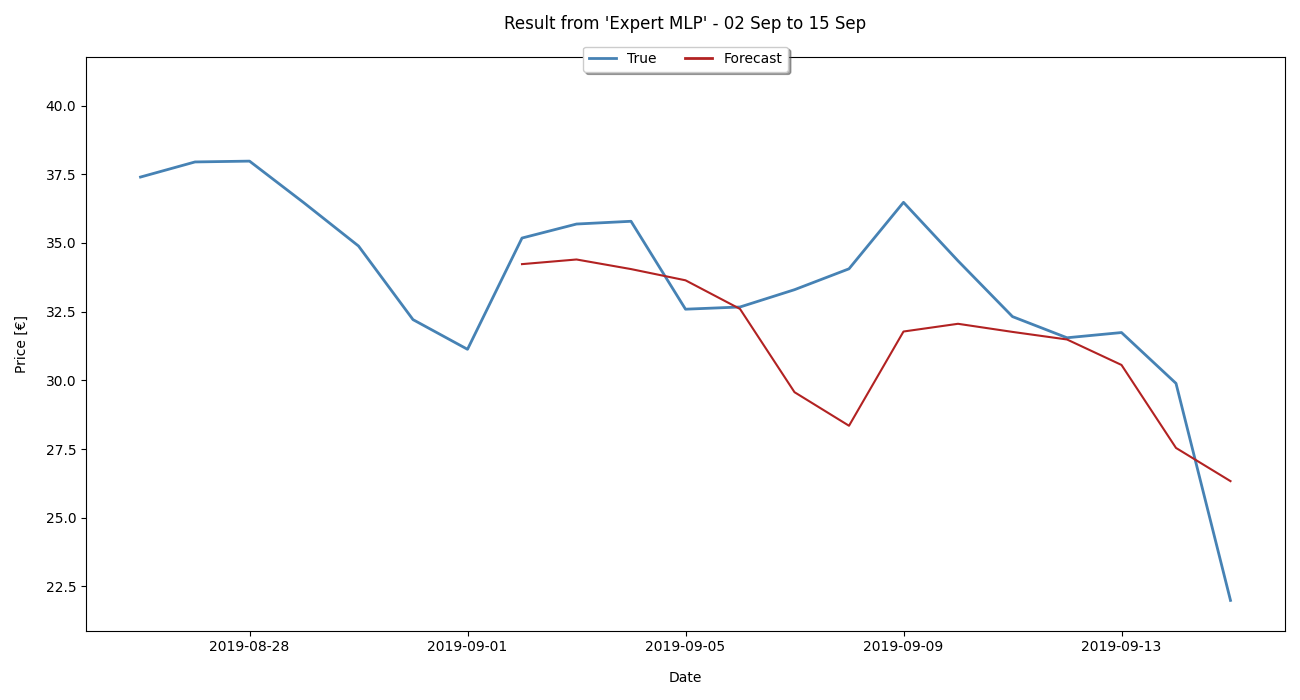 Result from 'Expert MLP' - 02 Sep to 15 Sep
True Forecast
40.0
37.5
35.0
32.5
30.0
27.5
25.0
22.5
Price [€]
2019-08-28 2019-09-01 2019-09-05 2019-09-09 2019-09-13
Date